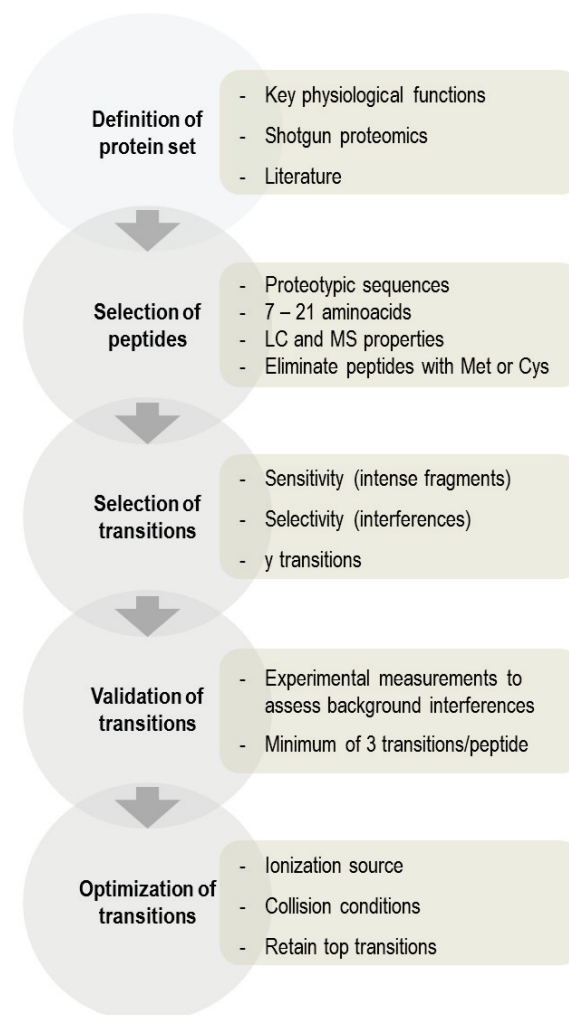 Definition of
protein set
- Key physiological functions
- Shotgun proteomics
- Literature
Selection of
peptides
- Proteotypic sequences
- 7 – 21 aminoacids
- LC and MS properties
- Eliminate peptides with Met or Cys
Selection of
transitions
- Sensitivity (intense fragments)
- Selectivity (interferences)
- y transitions
Validation of
transitions
- Experimental measurements to
assess background interferences
- Minimum of 3 transitions/peptide
Optimization of
transitions
- Ionization source
- Collision conditions
- Retain top transitions